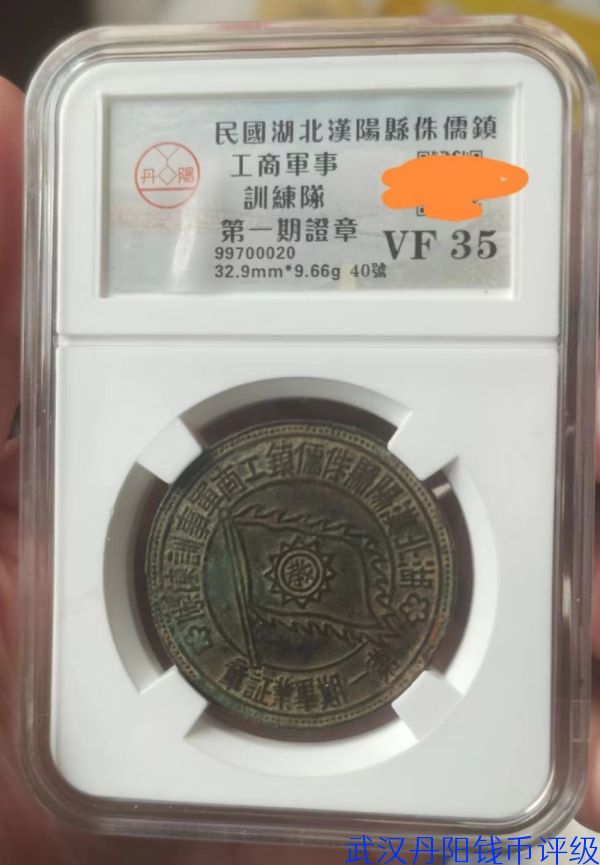 民國湖北漢陽縣侏儒鎮
工商軍事
訓練隊
第一期證章
99700020
32.9mm*9.66g 40號
VF 35
丹陽
湖北漢陽縣侏儒鎮工商軍事訓練隊
第一期畢業証章
武汉丹阳钱币评级